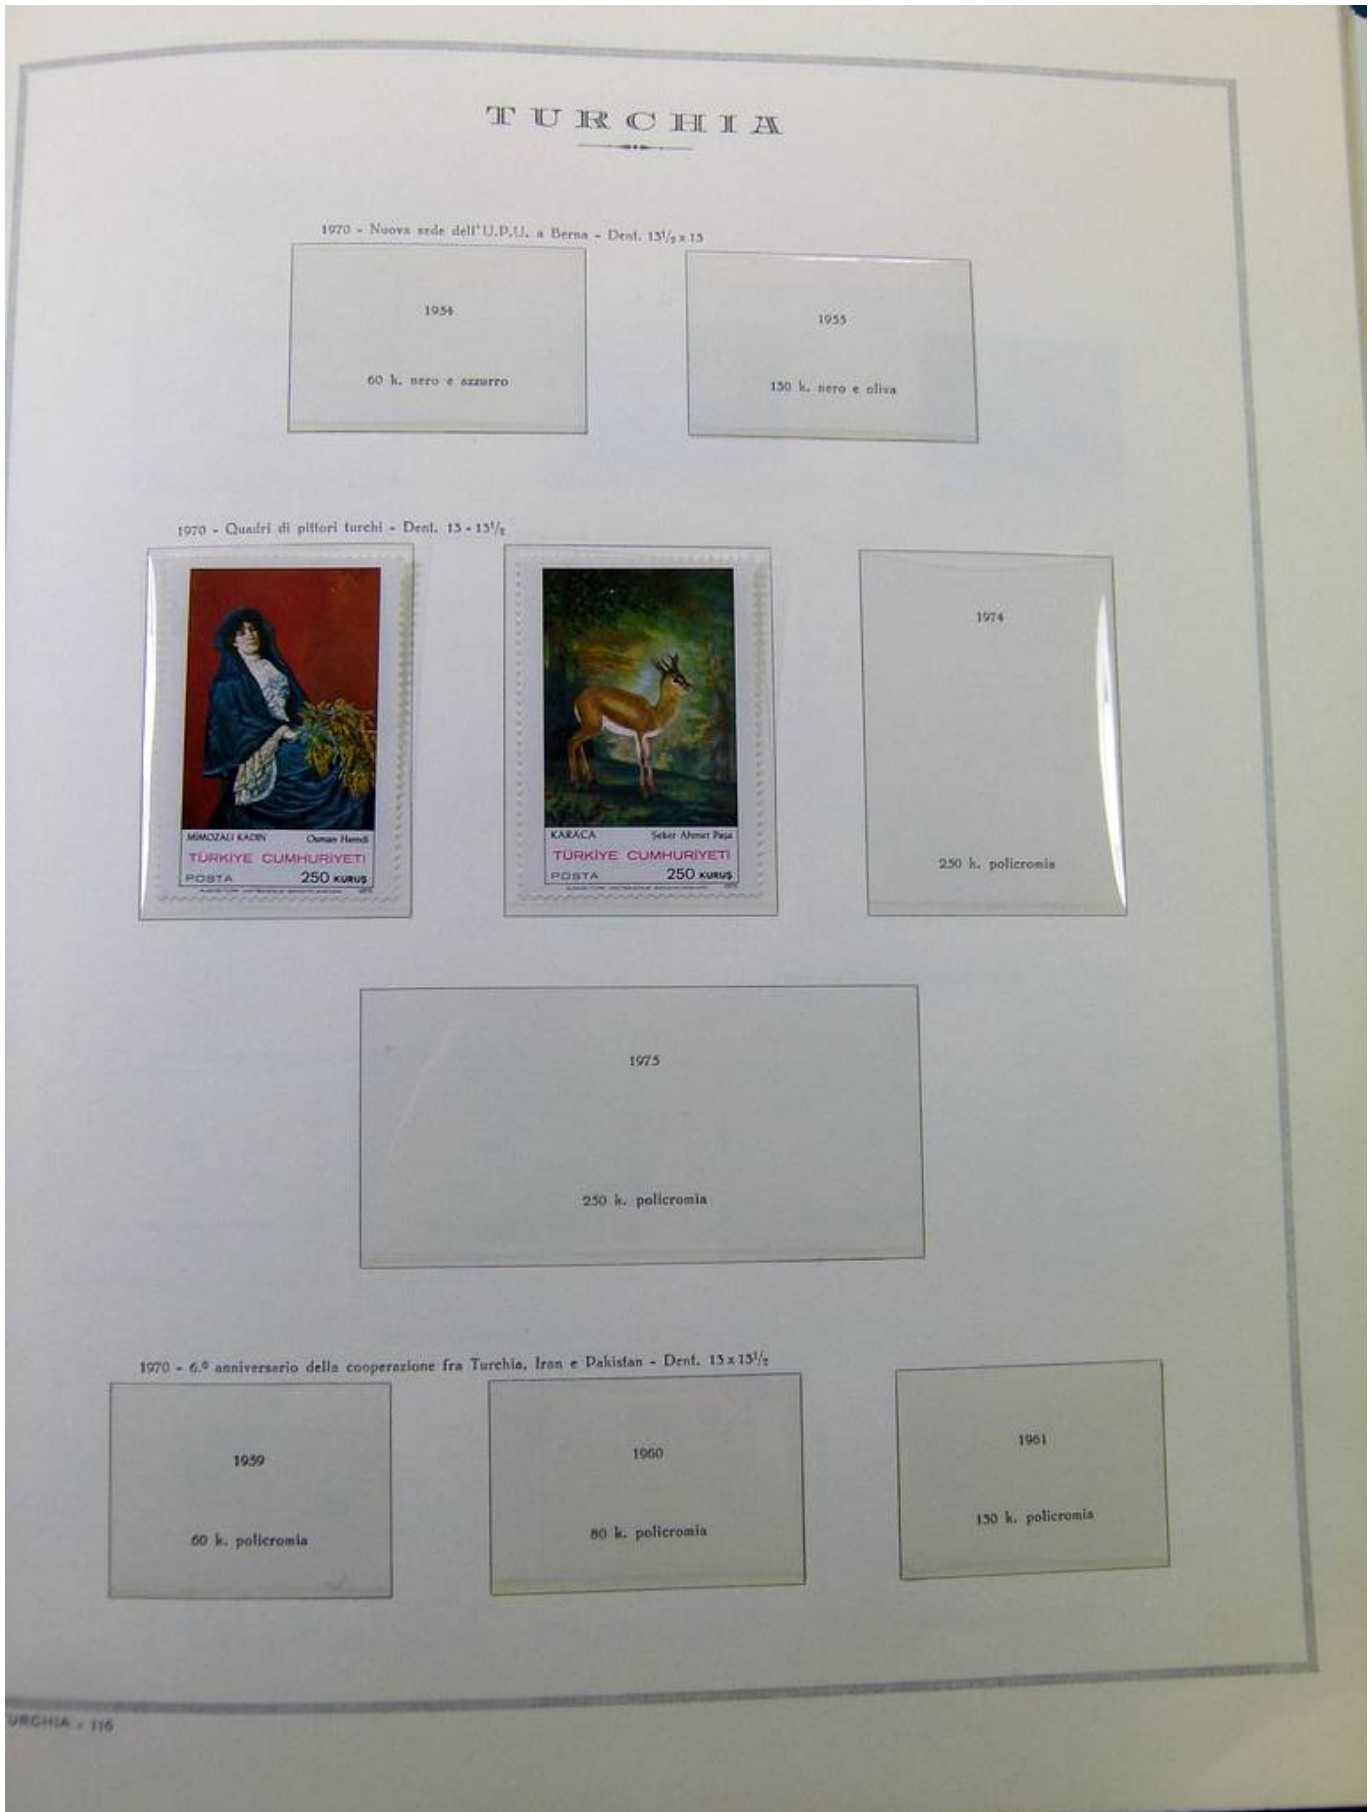 TURCHIA
1970 - Nuova sede dell'U.P.U. a Berna - Dent. 13½ x 13
1954
60 k. nero e azzurro
1955
130 k. nero e oliva
1970 - Quadri di pittori turchi - Dent. 13 - 13½
MİMOZALI KADIN Osman Hamdi
TÜRKİYE CUMHURİYETİ
POSTA 250 KURUŞ
KARACA Şeker Ahmet Paşa
TÜRKİYE CUMHURİYETİ
POSTA 250 KURUŞ
1974
250 k. policromia
1975
250 k. policromia
1970 - 6.º anniversario della cooperazione fra Turchia, Iran e Pakistan - Dent. 13 x 13½
1959
60 k. policromia
1960
80 k. policromia
1961
130 k. policromia
URCHIA - 116